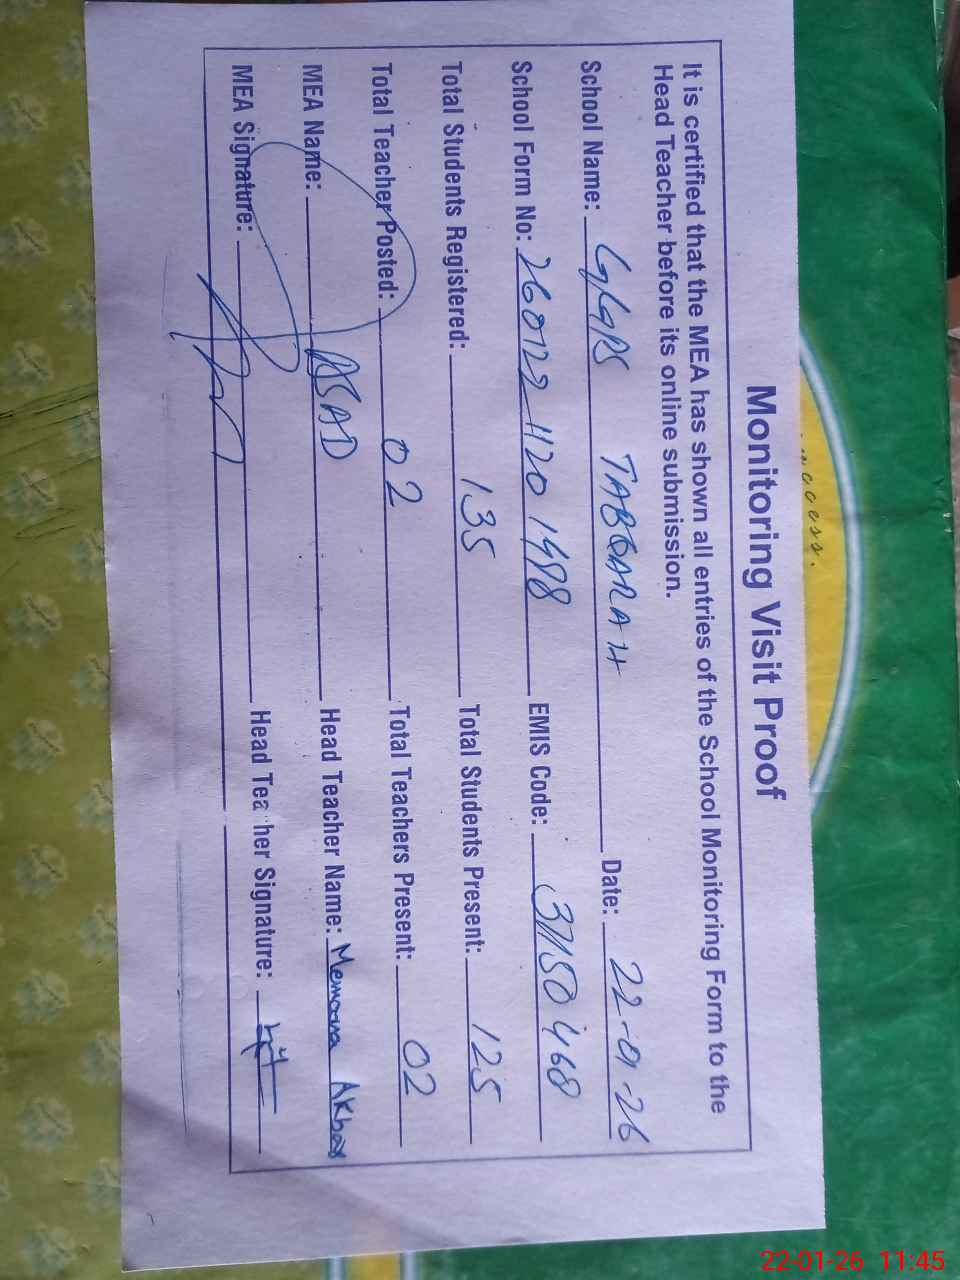 success.
Monitoring Visit Proof
It is certified that the MEA has shown all entries of the School Monitoring Form to the
Head Teacher before its online submission.
School Name: GGPS TABQARAH Date: 22-01-26
School Form No: 260122 1120 1498 EMIS Code: 37150468
Total Students Registered: 135 Total Students Present: 125
Total Teacher Posted: 02 Total Teachers Present: 02
MEA Name: ASAD Head Teacher Name: Memoona Akbar
MEA Signature: Head Teacher Signature:
22-01-26 11:45